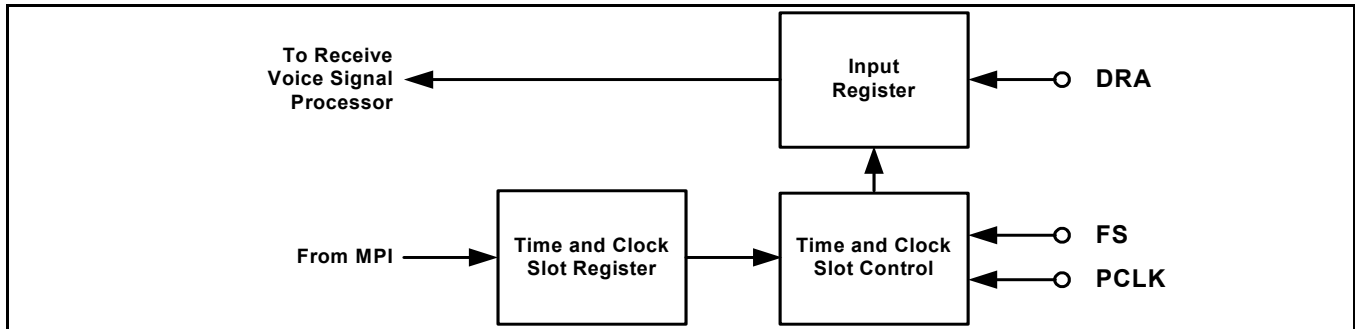 To Receive
Voice Signal
Processor
Input
Register
DRA
From MPI
Time and Clock
Slot Register
Time and Clock
Slot Control
FS
PCLK